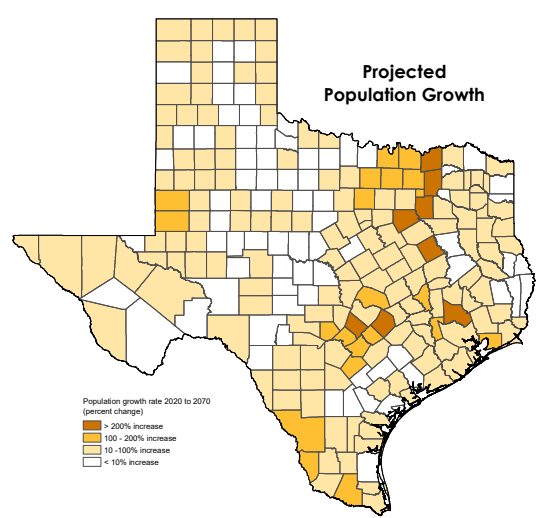 Projected
Population Growth
Population growth rate 2020 to 2070
(percent change)
> 200% increase
100 - 200% increase
10 -100% increase
< 10% increase